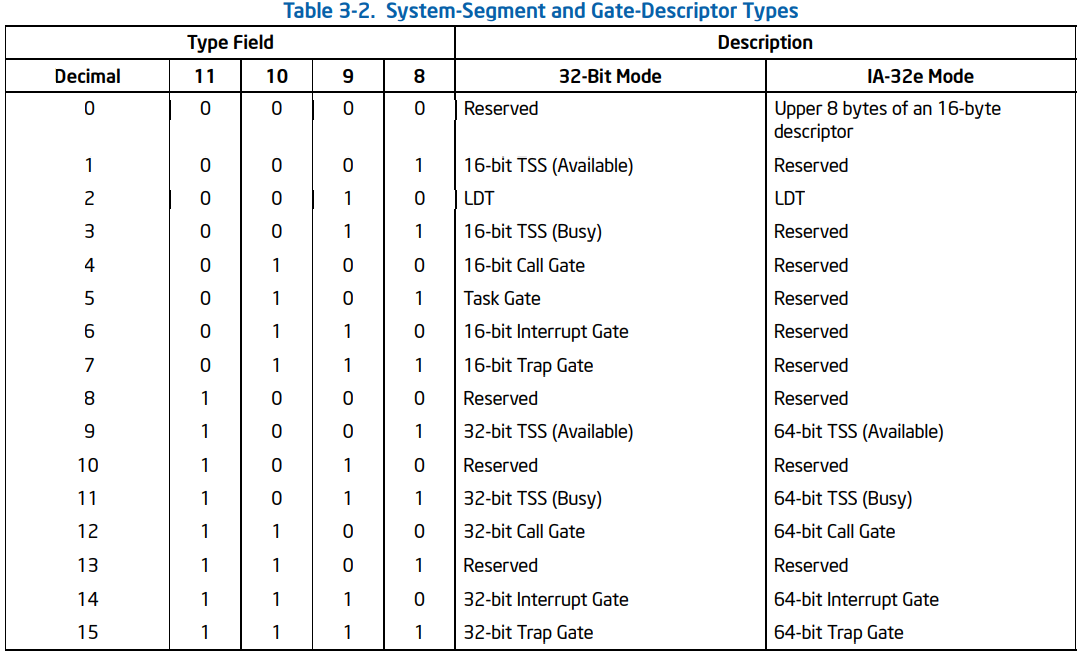 Table 3-2. System-Segment and Gate-Descriptor Types
Type Field Description
Decimal 11 10 9 8 32-Bit Mode IA-32e Mode
0 0 0 0 0 Reserved Upper 8 bytes of an 16-byte
descriptor
1 0 0 0 1 16-bit TSS (Available) Reserved
2 0 0 1 0 LDT LDT
3 0 0 1 1 16-bit TSS (Busy) Reserved
4 0 1 0 0 16-bit Call Gate Reserved
5 0 1 0 1 Task Gate Reserved
6 0 1 1 0 16-bit Interrupt Gate Reserved
7 0 1 1 1 16-bit Trap Gate Reserved
8 1 0 0 0 Reserved Reserved
9 1 0 0 1 32-bit TSS (Available) 64-bit TSS (Available)
10 1 0 1 0 Reserved Reserved
11 1 0 1 1 32-bit TSS (Busy) 64-bit TSS (Busy)
12 1 1 0 0 32-bit Call Gate 64-bit Call Gate
13 1 1 0 1 Reserved Reserved
14 1 1 1 0 32-bit Interrupt Gate 64-bit Interrupt Gate
15 1 1 1 1 32-bit Trap Gate 64-bit Trap Gate